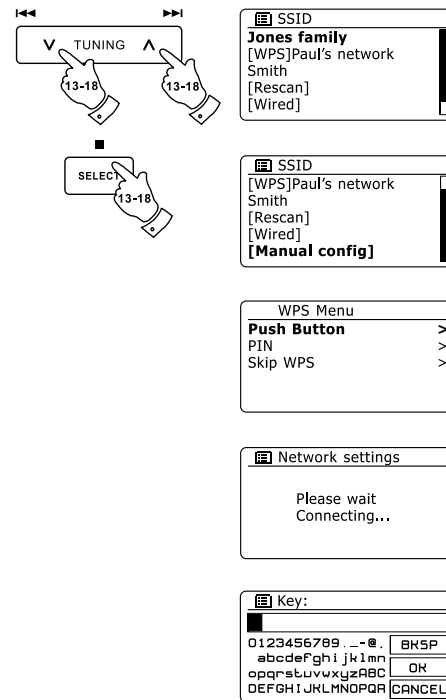 TUNING
13-18
13-18
SELECT
13-18
SSID
Jones family
[WPS]Paul's network
Smith
[Rescan]
[Wired]
SSID
[WPS]Paul's network
Smith
[Rescan]
[Wired]
[Manual config]
WPS Menu
Push Button >
PIN >
Skip WPS >
Network settings
Please wait
Connecting...
Key:
0123456789._-@, BKSP
abcdefghijklmn
opqrstuvwxyzABC OK
DEFGHIJKLMNOPQR CANCEL